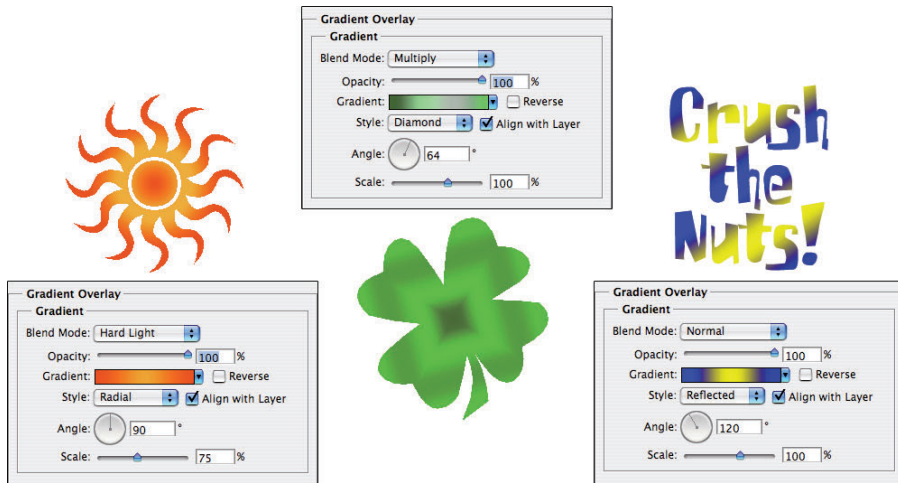 Gradient Overlay
Gradient
Blend Mode: Multiply
Opacity: 100 %
Gradient: Reverse
Style: Diamond Align with Layer
Angle: 64 °
Scale: 100 %
Crush
the
Nuts!
Gradient Overlay
Gradient
Blend Mode: Hard Light
Opacity: 100 %
Gradient: Reverse
Style: Radial Align with Layer
Angle: 90 °
Scale: 75 %
Gradient Overlay
Gradient
Blend Mode: Normal
Opacity: 100 %
Gradient: Reverse
Style: Reflected Align with Layer
Angle: 120 °
Scale: 100 %